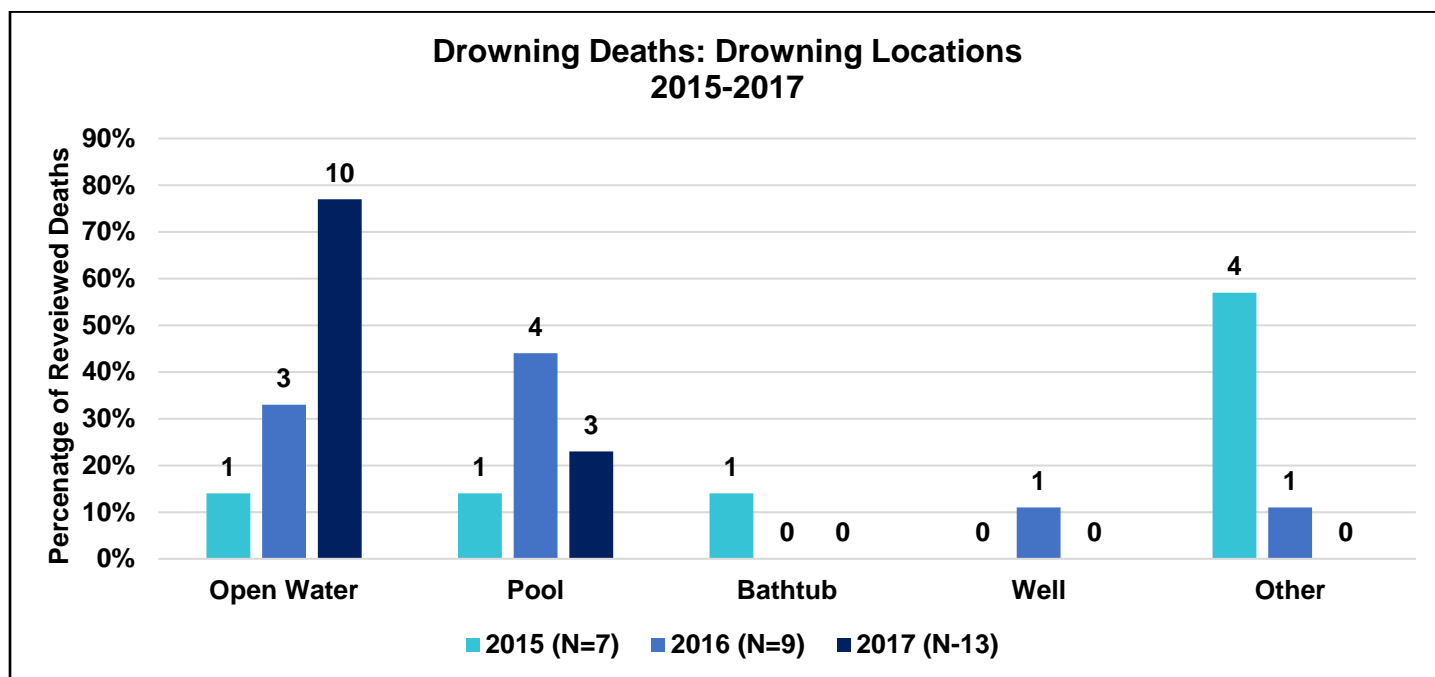 Drowning Deaths: Drowning Locations
2015-2017
Percenatge of Reveiewed Deaths
90%
80%
70%
60%
50%
40%
30%
20%
10%
0%
1 3 10
1 4 3
1 0 0
0 1 0
4 1 0
Open Water Pool Bathtub Well Other
2015 (N=7) 2016 (N=9) 2017 (N-13)